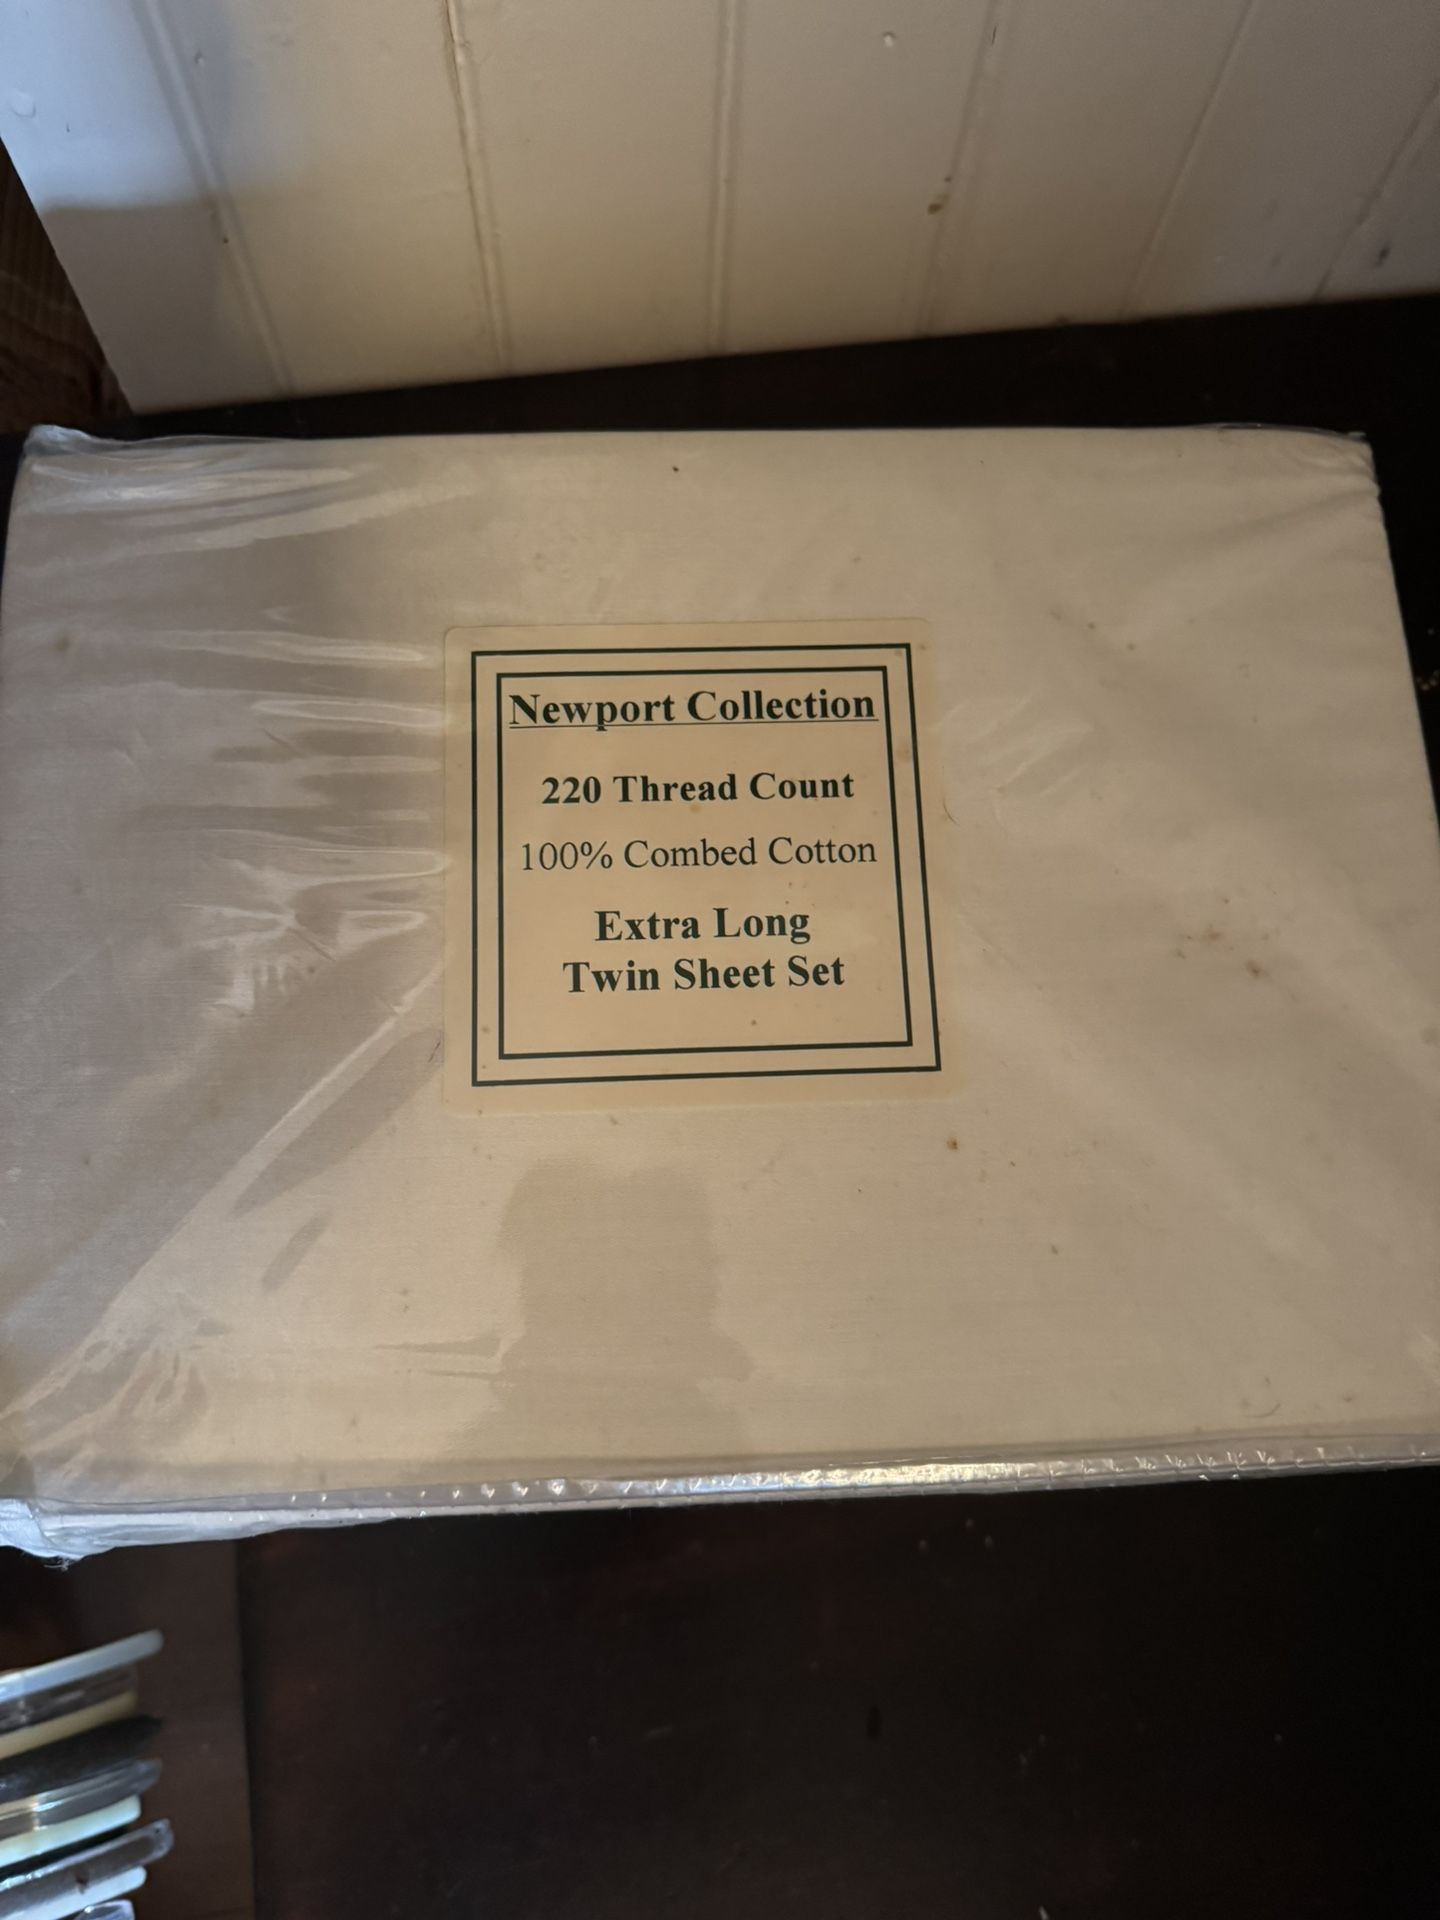 Newport Collection
220 Thread Count
100% Combed Cotton
Extra Long
Twin Sheet Set